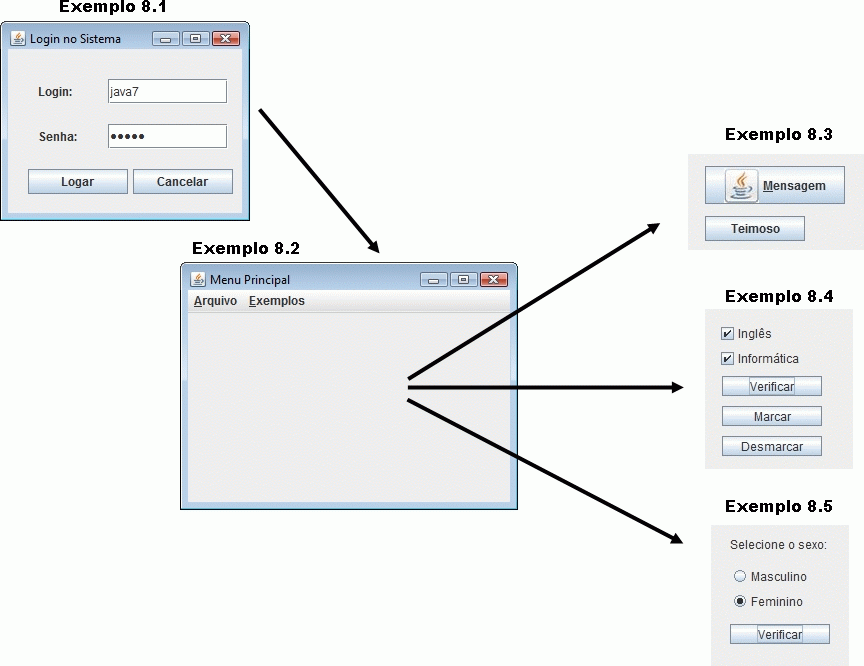 Exemplo 8.1
Login no Sistema
Login:
java7
Senha:
•••••
Logar
Cancelar
Exemplo 8.2
Menu Principal
Arquivo Exemplos
Exemplo 8.3
Mensagem
Teimoso
Exemplo 8.4
Inglês
Informática
Verificar
Marcar
Desmarcar
Exemplo 8.5
Selecione o sexo:
Masculino
Feminino
Verificar